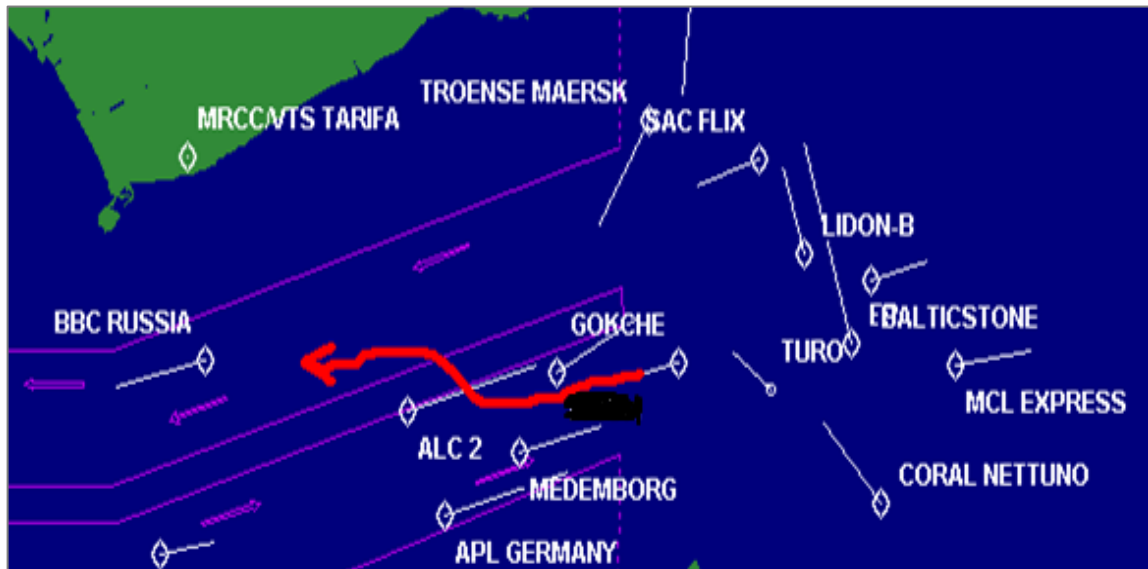 TROENSE MAERSK
MRCC/VTS TARIFA
SAC FLIX
LIDON-B
BBC RUSSIA
GOKCHE
BALTICSTONE
TURO
MCL EXPRESS
ALC 2
CORAL NETTUNO
MEDEMBORG
APL GERMANY